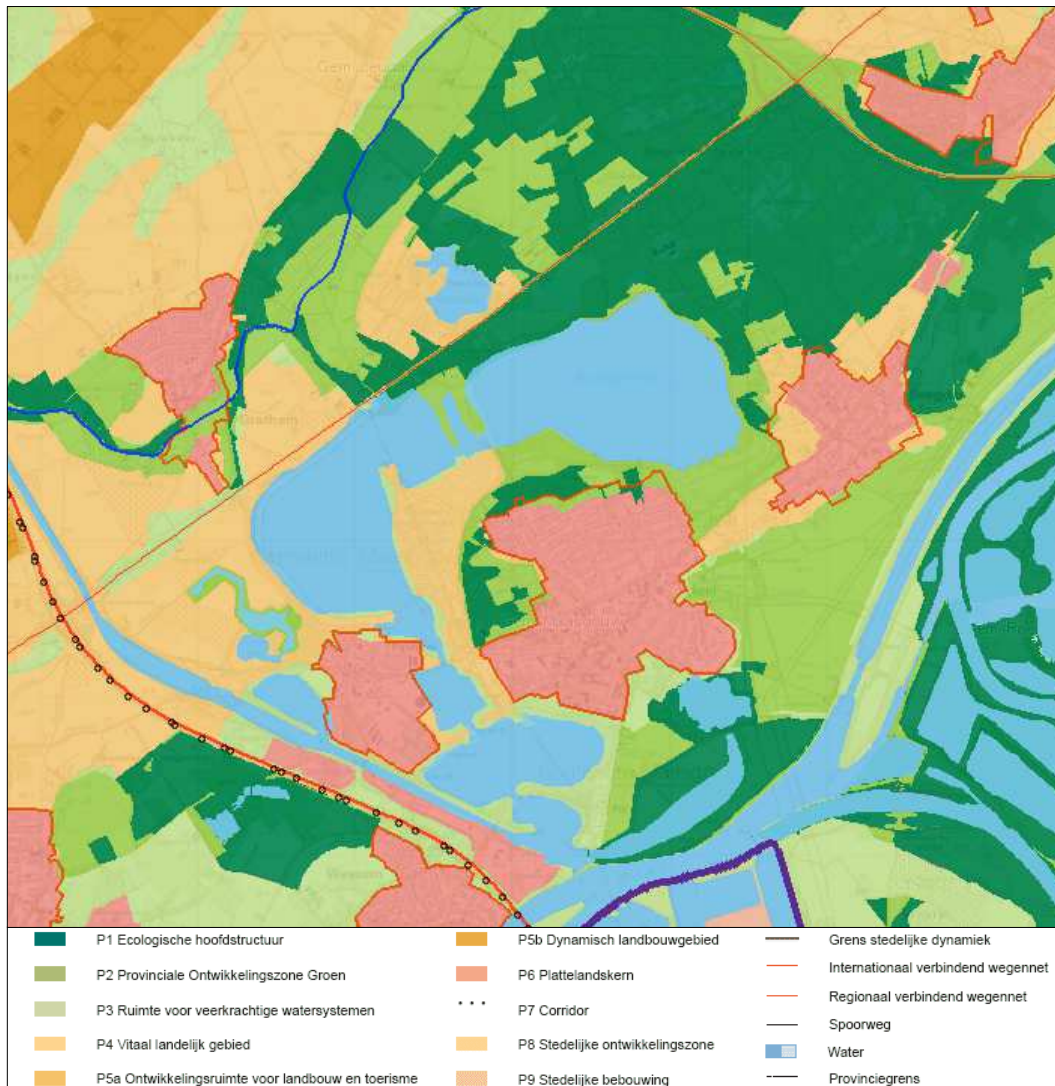 P1 Ecologische hoofdstructuur
P2 Provinciale Ontwikkelingszone Groen
P3 Ruimte voor veerkrachtige watersystemen
P4 Vitaal landelijk gebied
P5a Ontwikkelingsruimte voor landbouw en toerisme
P5b Dynamisch landbouwgebied
P6 Plattelandskern
P7 Corridor
P8 Stedelijke ontwikkelingszone
P9 Stedelijke bebouwing
Grens stedelijke dynamiek
Internationaal verbindend wegennet
Regionaal verbindend wegennet
Spoorweg
Water
Provinciegrens